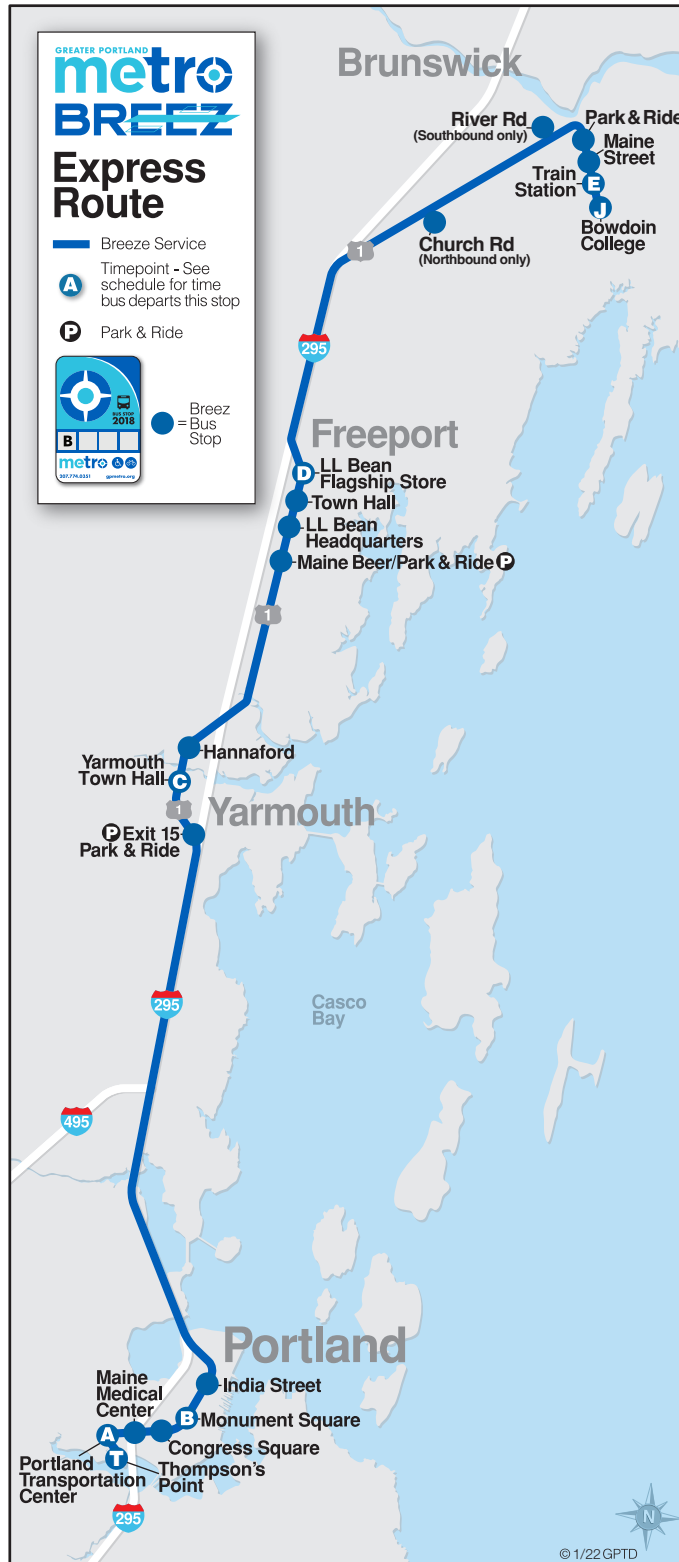 GREATER PORTLAND
metro
BREEZ
Express
Route
Breeze Service
A
Timepoint - See
schedule for time
bus departs this stop
P
Park & Ride
BUS STOP
2018
B
metro
207.774.0351
gpmetro.org
= Breez
Bus
Stop
Brunswick
River Rd
(Southbound only)
Park & Ride
Maine
Street
Train
Station
E
J
Bowdoin
College
Church Rd
(Northbound only)
1
295
Freeport
D
LL Bean
Flagship Store
Town Hall
LL Bean
Headquarters
Maine Beer/Park & Ride P
1
Hannaford
Yarmouth
Town Hall
C
1
Yarmouth
P Exit 15
Park & Ride
295
Casco
Bay
495
Portland
Maine
Medical
Center
India Street
B
Monument Square
A
Congress Square
Portland
Transportation
Center
T
Thompson's
Point
295
N
© 1/22 GPTD